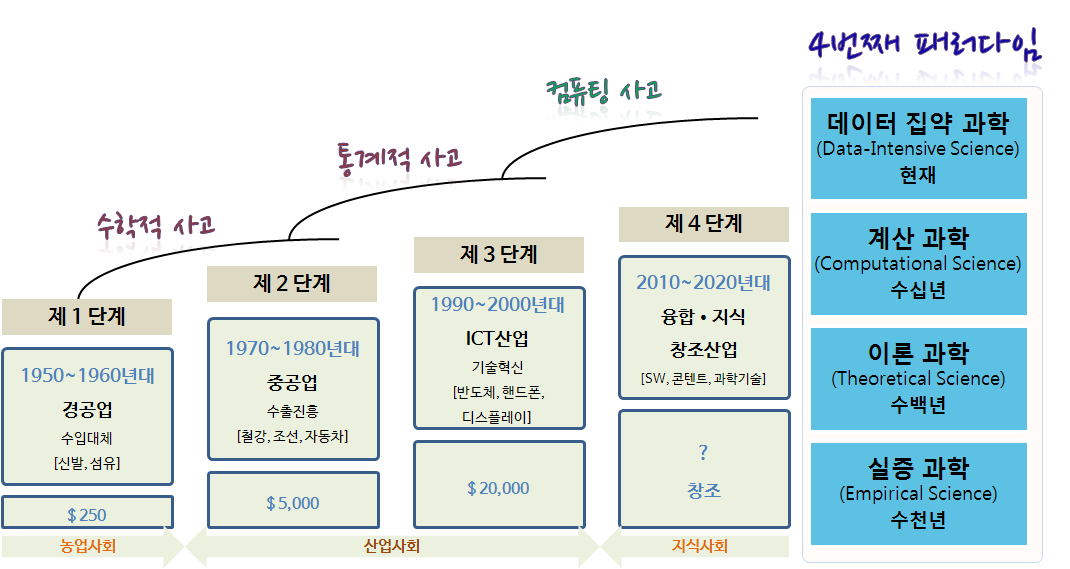 4번째 패러다임
컴퓨팅 사고
통계적 사고
수학적 사고
제 1 단계
1950~1960년대
경공업
수입대체
[신발, 섬유]
$ 250
제 2 단계
1970~1980년대
중공업
수출진흥
[철강, 조선, 자동차]
$ 5,000
제 3 단계
1990~2000년대
ICT산업
기술혁신
[반도체, 핸드폰,
디스플레이]
$ 20,000
제 4 단계
2010~2020년대
융합 • 지식
창조산업
[SW, 콘텐트, 과학기술]
?
창조
농업사회
산업사회
지식사회
데이터 집약 과학
(Data-Intensive Science)
현재
계산 과학
(Computational Science)
수십년
이론 과학
(Theoretical Science)
수백년
실증 과학
(Empirical Science)
수천년